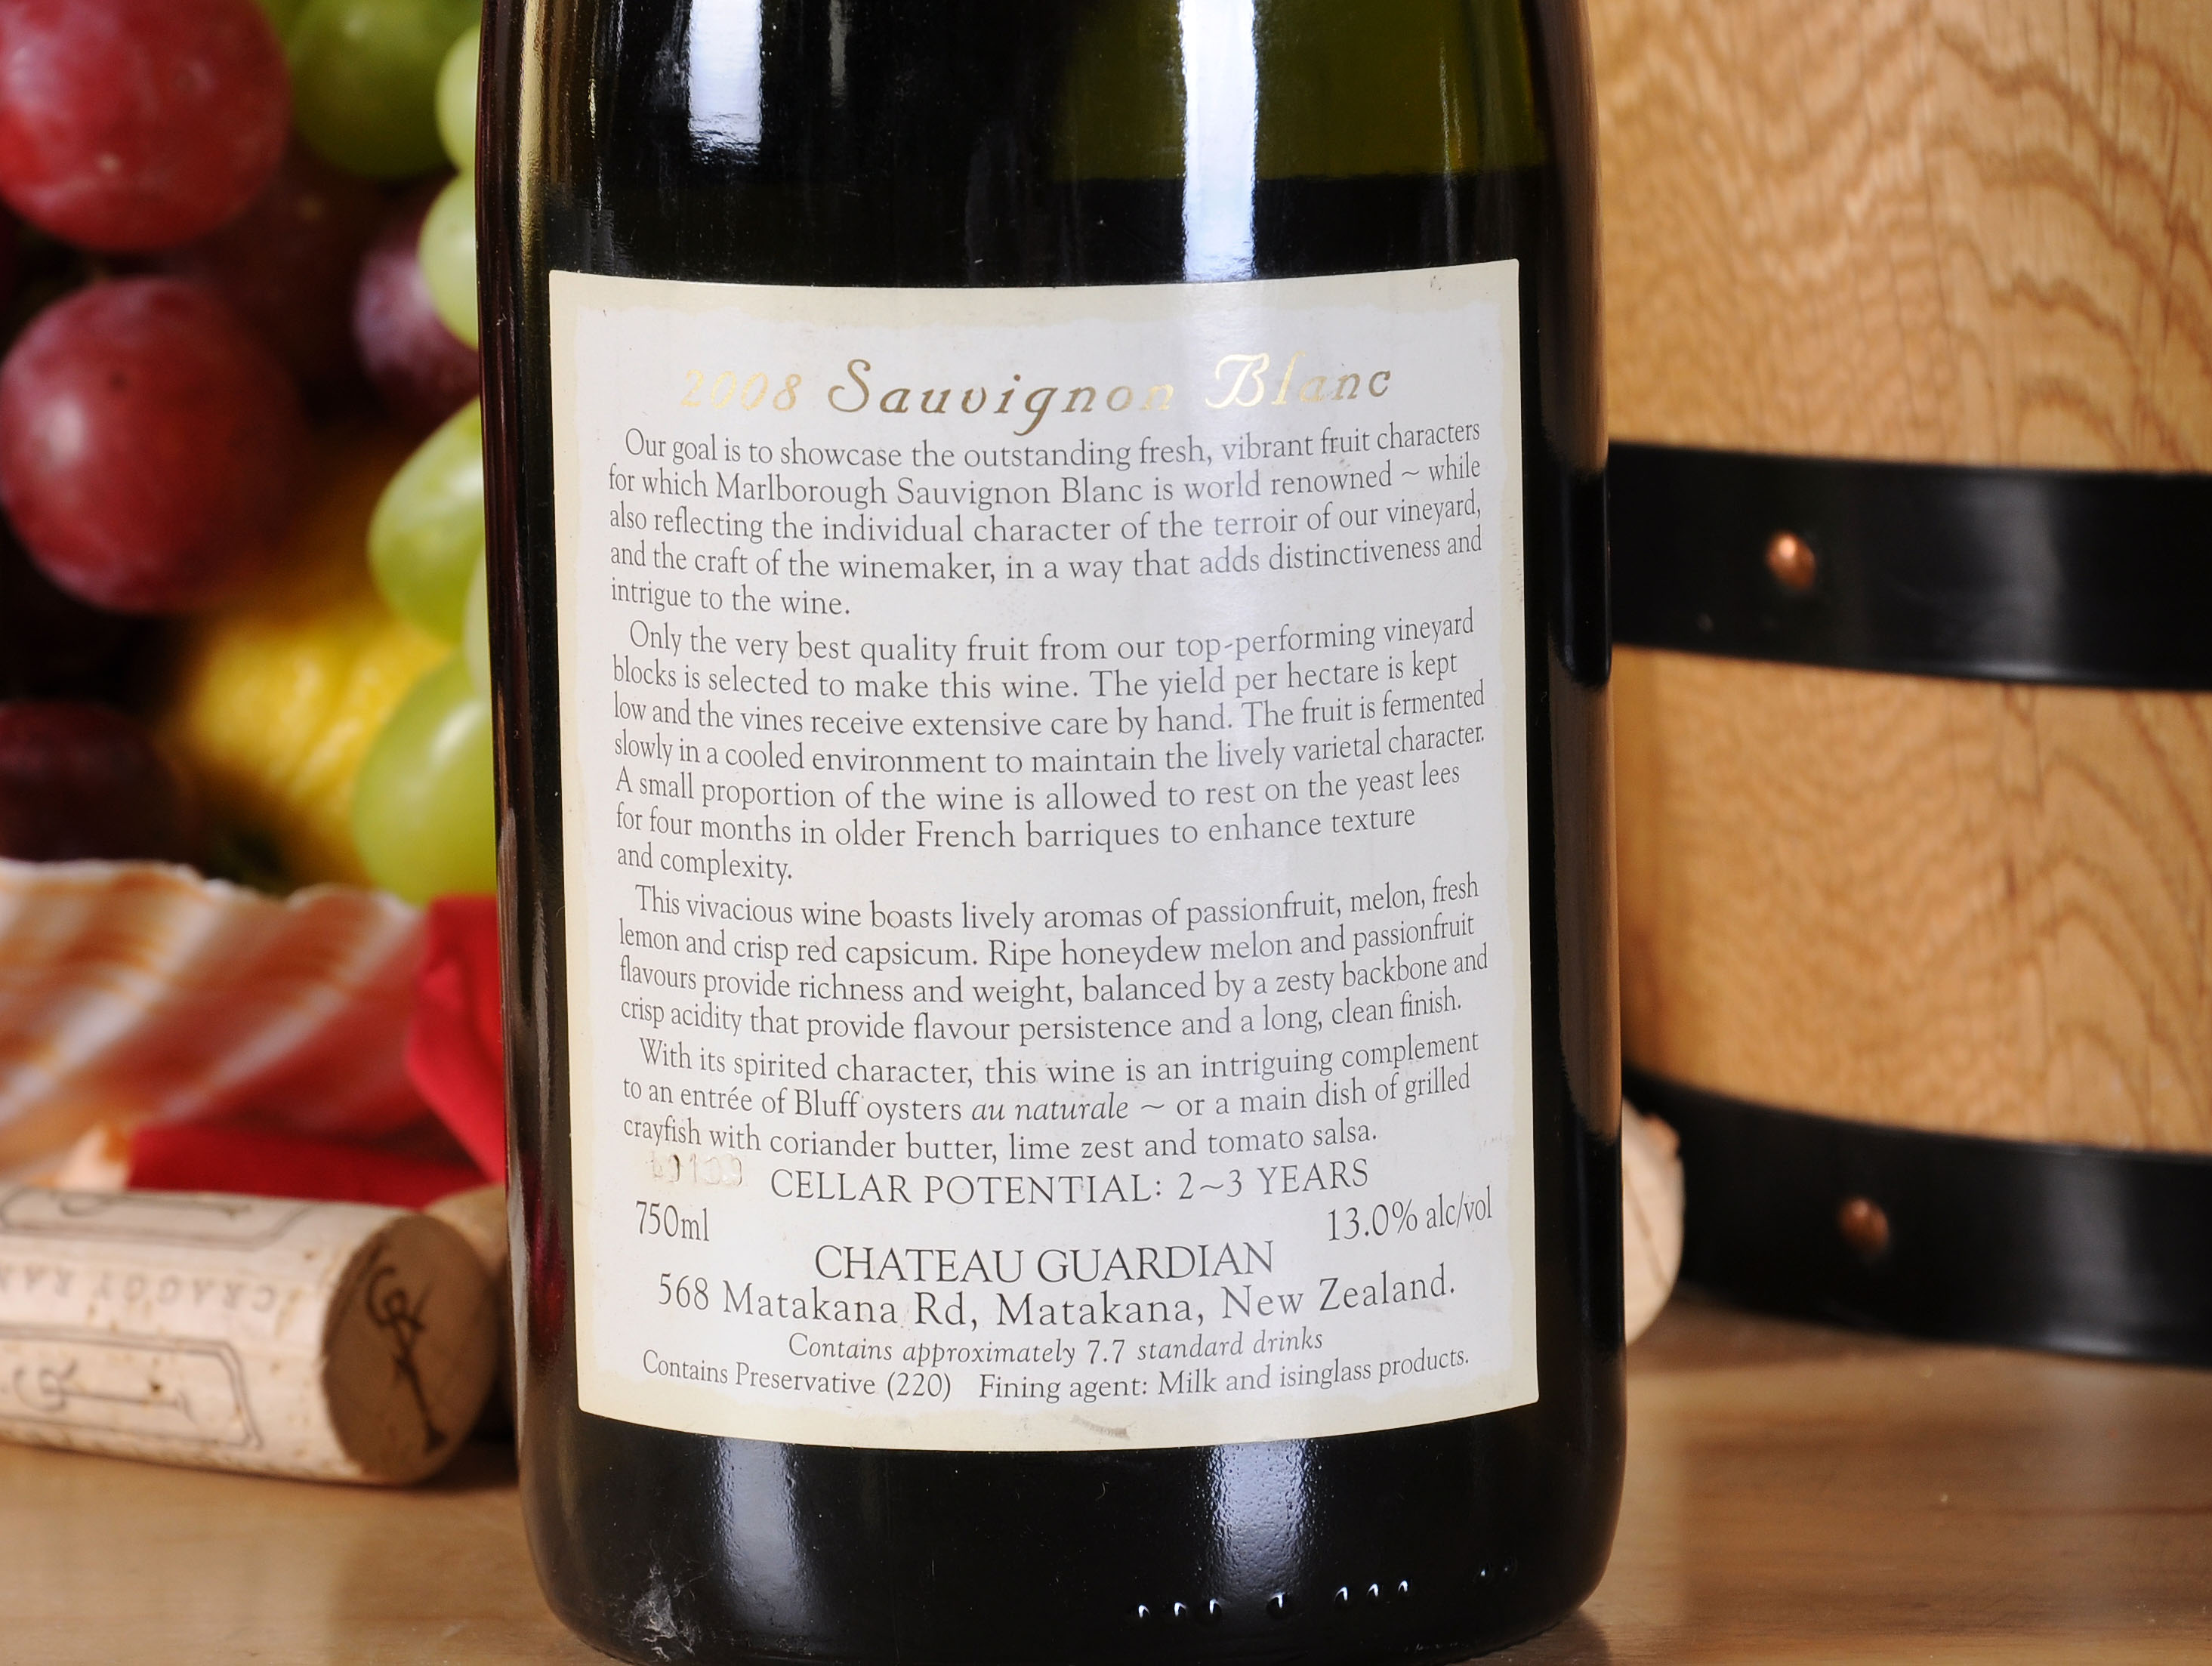 2008 Sauvignon Blanc
Our goal is to showcase the outstanding fresh, vibrant fruit characters
for which Marlborough Sauvignon Blanc is world renowned ~ while
also reflecting the individual character of the terroir of our vineyard,
and the craft of the winemaker, in a way that adds distinctiveness and
intrigue to the wine.
Only the very best quality fruit from our top-performing vineyard
blocks is selected to make this wine. The yield per hectare is kept
low and the vines receive extensive care by hand. The fruit is fermented
slowly in a cooled environment to maintain the lively varietal character.
A small proportion of the wine is allowed to rest on the yeast lees
for four months in older French barriques to enhance texture
and complexity.
This vivacious wine boasts lively aromas of passionfruit, melon, fresh
lemon and crisp red capsicum. Ripe honeydew melon and passionfruit
flavours provide richness and weight, balanced by a zesty backbone and
crisp acidity that provide flavour persistence and a long, clean finish.
With its spirited character, this wine is an intriguing complement
to an entrée of Bluff oysters au naturale ~ or a main dish of grilled
crayfish with coriander butter, lime zest and tomato salsa.
CELLAR POTENTIAL: 2~3 YEARS
750ml 13.0% alc/vol
CHATEAU GUARDIAN
568 Matakana Rd, Matakana, New Zealand.
Contains approximately 7.7 standard drinks
Contains Preservative (220) Fining agent: Milk and isinglass products.